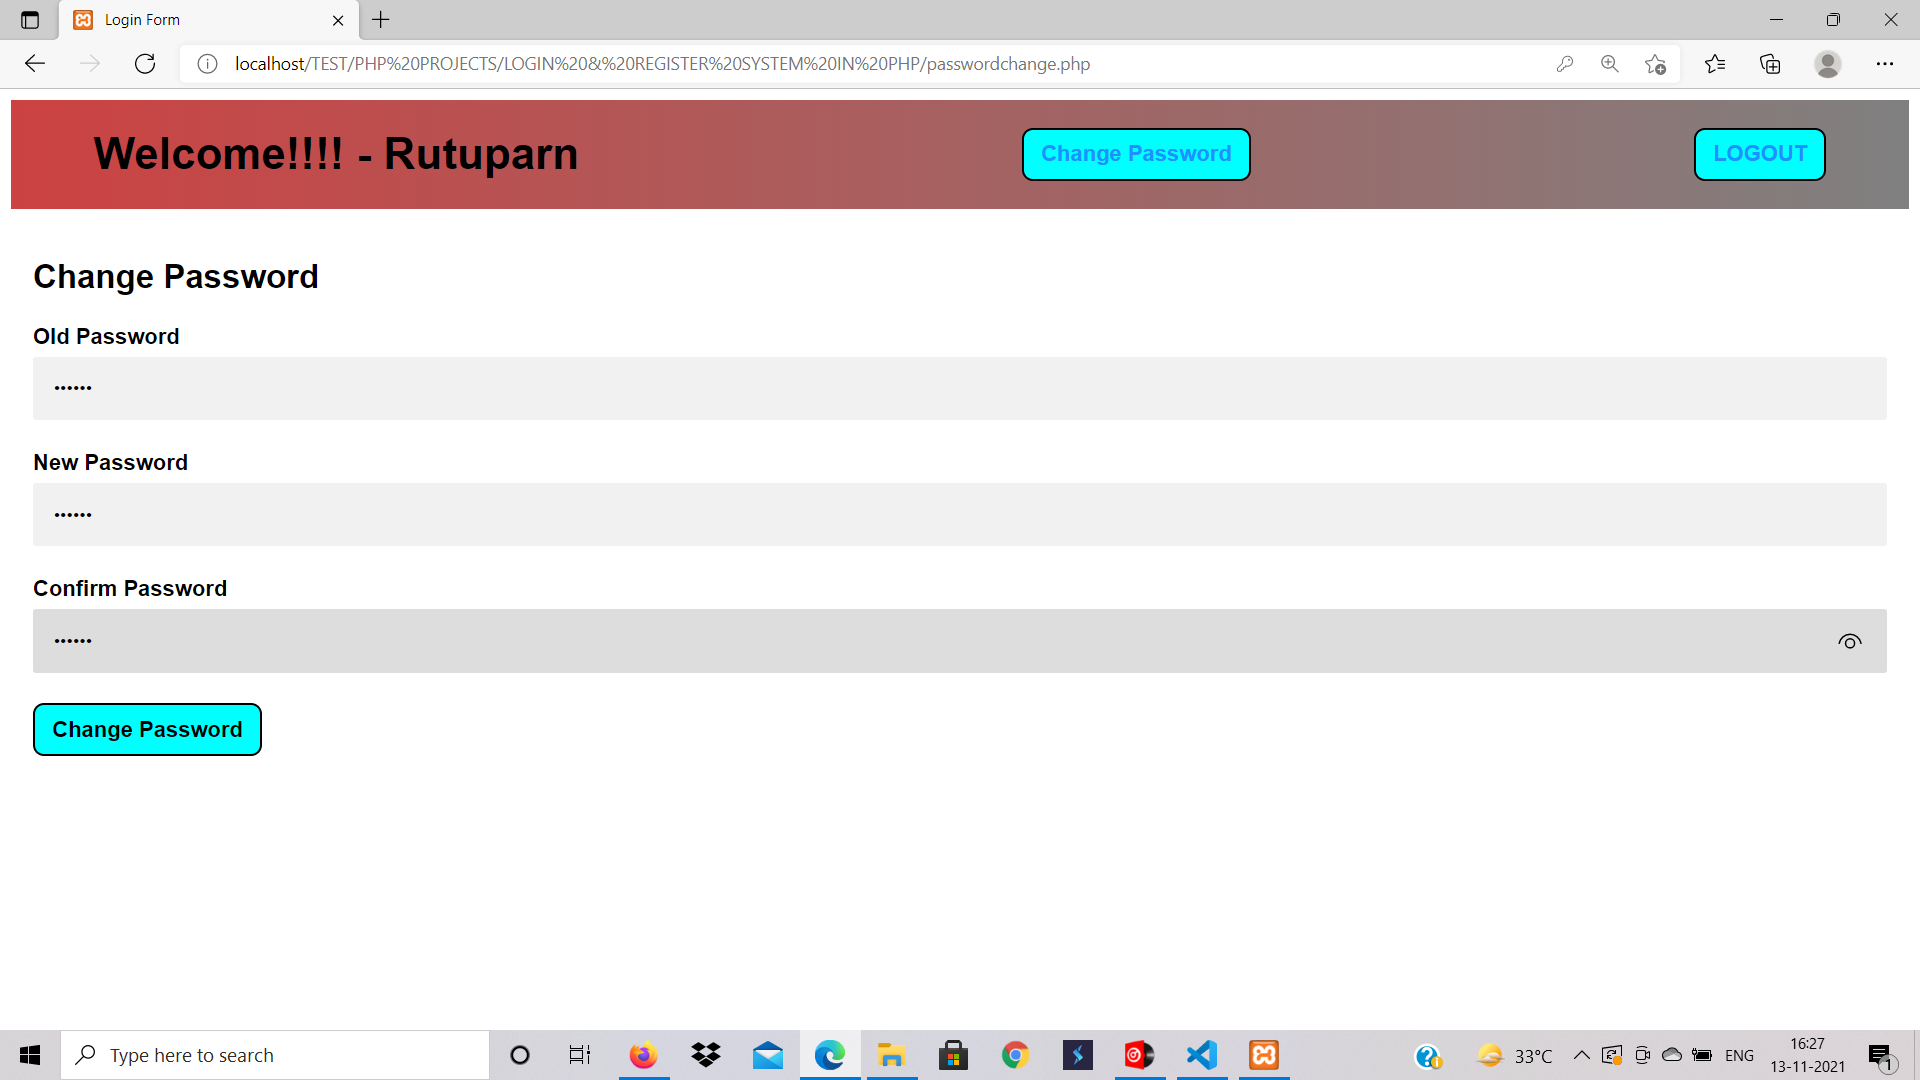 Login Form
localhost/TEST/PHP%20PROJECTS/LOGIN%20&%20REGISTER%20SYSTEM%20IN%20PHP/passwordchange.php
Welcome!!!! - Rutuparn
Change Password
LOGOUT
Change Password
Old Password
••••••
New Password
••••••
Confirm Password
••••••
Change Password
Type here to search
33°C
ENG
16:27
13-11-2021
1